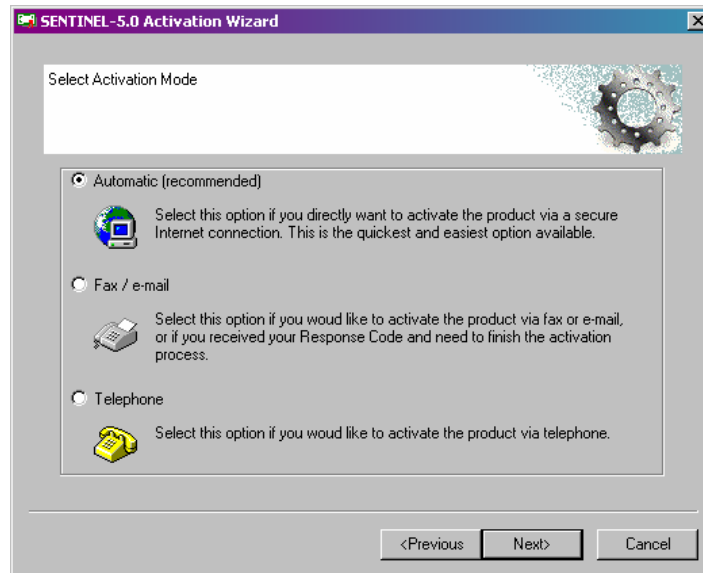 SENTINEL-5.0 Activation Wizard
Select Activation Mode
Automatic (recommended)
Select this option if you directly want to activate the product via a secure
Internet connection. This is the quickest and easiest option available.
Fax / e-mail
Select this option if you woud like to activate the product via fax or e-mail,
or if you received your Response Code and need to finish the activation
process.
Telephone
Select this option if you woud like to activate the product via telephone.
<Previous
Next>
Cancel